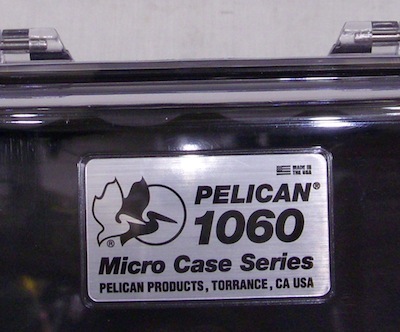 MADE IN
THE USA
PELICAN®
1060
®
Micro Case Series
PELICAN PRODUCTS, TORRANCE, CA USA